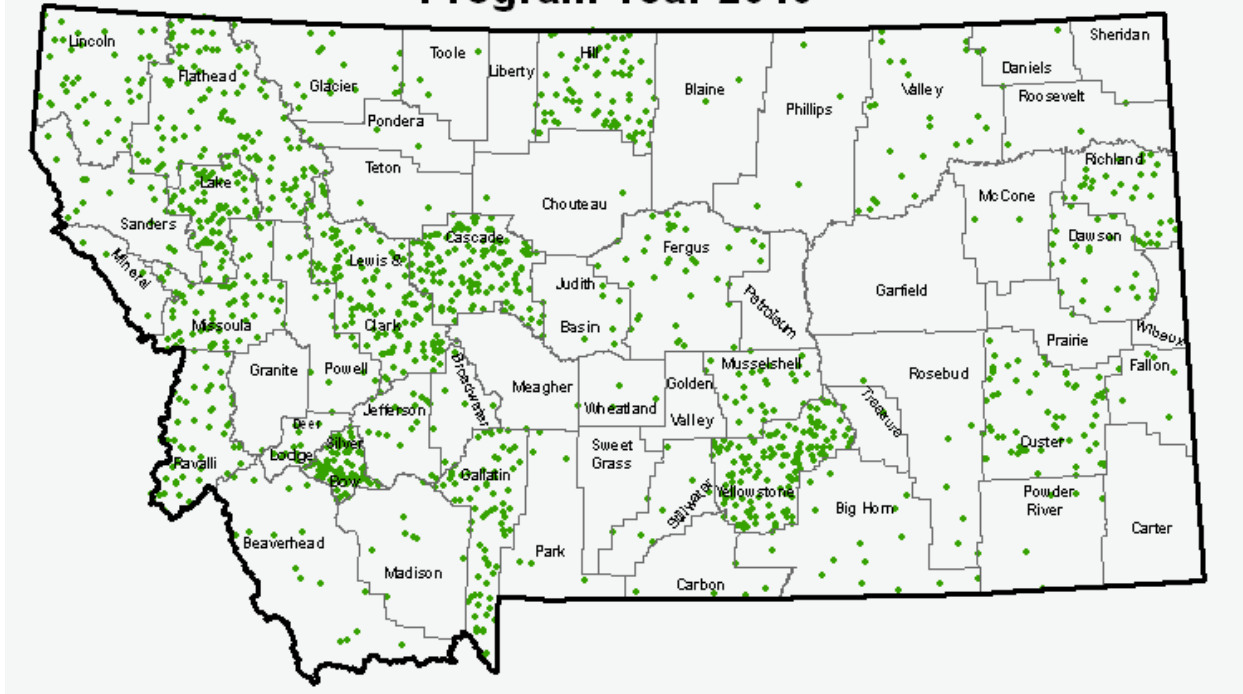 Lincoln
Flathead
Glacier
Toole
Liberty
Hill
Blaine
Phillips
Valley
Daniels
Sheridan
Roosevelt
Pondera
Teton
Chouteau
Richland
McCone
Dawson
Lake
Sanders
Mineral
Missoula
Lewis &
Clark
Cascade
Fergus
Judith
Basin
Petroleum
Garfield
Prairie
Wibaux
Fallon
Granite
Powell
Broadwater
Meagher
Wheatland
Golden
Valley
Musselshell
Rosebud
Treasure
Custer
Jefferson
Deer
Lodge
Silver
Bow
Ravalli
Gallatin
Sweet
Grass
Stillwater
Yellowstone
Big Horn
Powder
River
Carter
Beaverhead
Madison
Park
Carbon